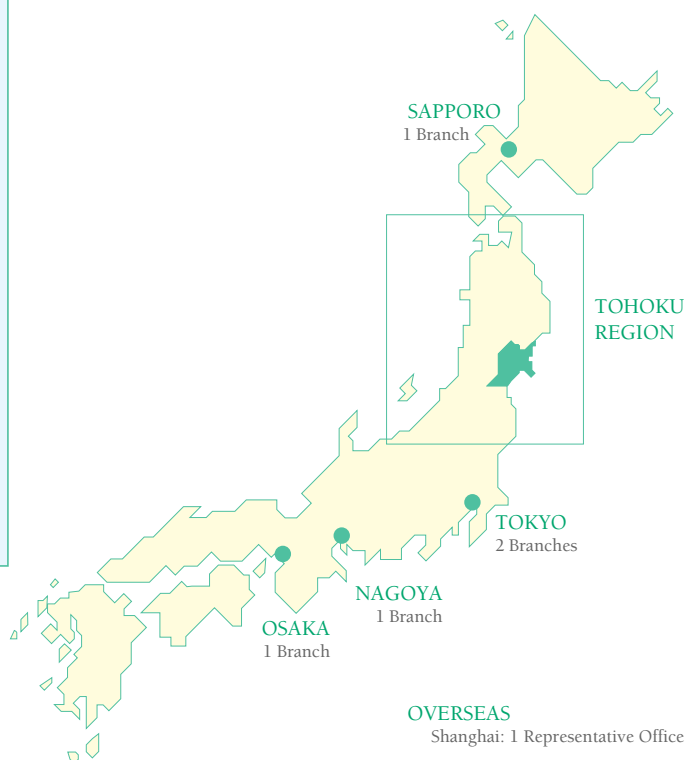 SAPPORO
1 Branch
TOHOKU
REGION
TOKYO
2 Branches
NAGOYA
1 Branch
OSAKA
1 Branch
OVERSEAS
Shanghai: 1 Representative Office